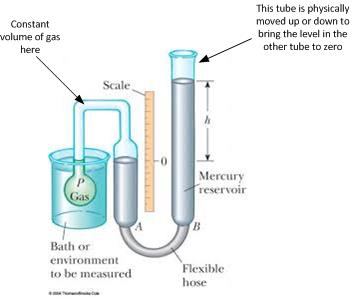 Constant
volume of gas
here
This tube is physically
moved up or down to
bring the level in the
other tube to zero
Scale
h
0
P
Gas
Mercury
reservoir
A
B
Bath or
environment
to be measured
Flexible
hose